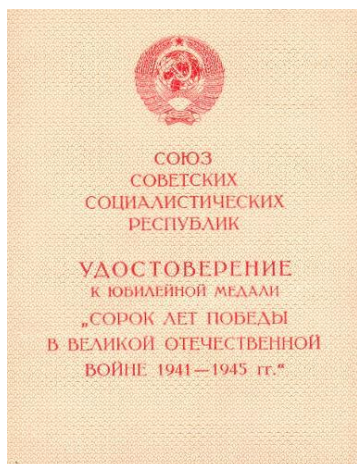 СОЮЗ
СОВЕТСКИХ
СОЦИАЛИСТИЧЕСКИХ
РЕСПУБЛИК
УДОСТОВЕРЕНИЕ
К ЮБИЛЕЙНОЙ МЕДАЛИ
„СОРОК ЛЕТ ПОБЕДЫ
В ВЕЛИКОЙ ОТЕЧЕСТВЕННОЙ
ВОЙНЕ 1941—1945 гг.“